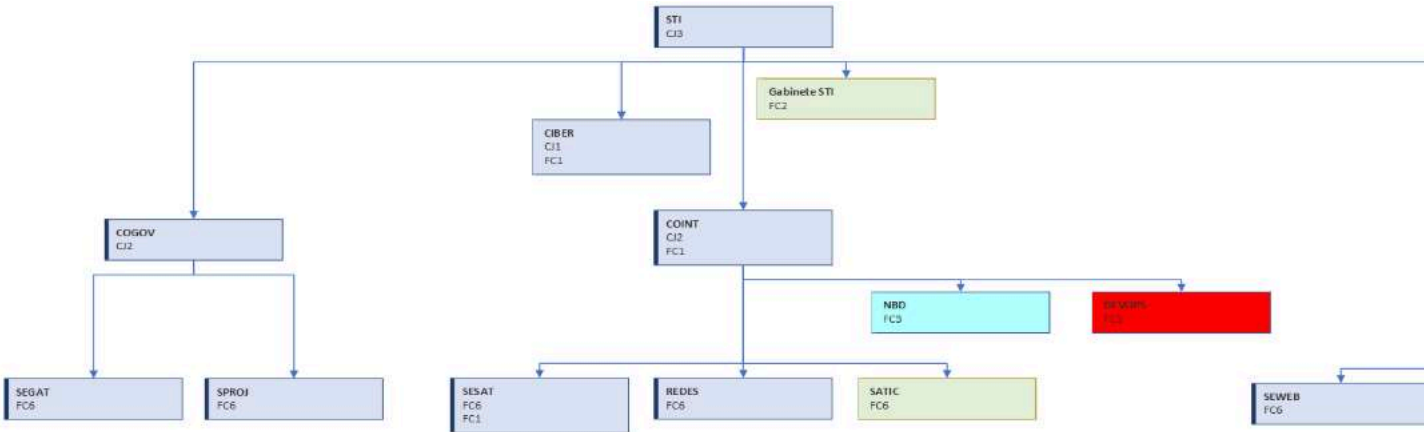 STI
CJ3
Gabinete STI
FC2
CIBER
CJ1
FC1
COGOV
CJ2
COINT
CJ2
FC1
NBD
FC3
SEGAT
FC6
SPROJ
FC6
SESAT
FC6
FC1
REDES
FC6
SATIC
FC6
SEWEB
FC6